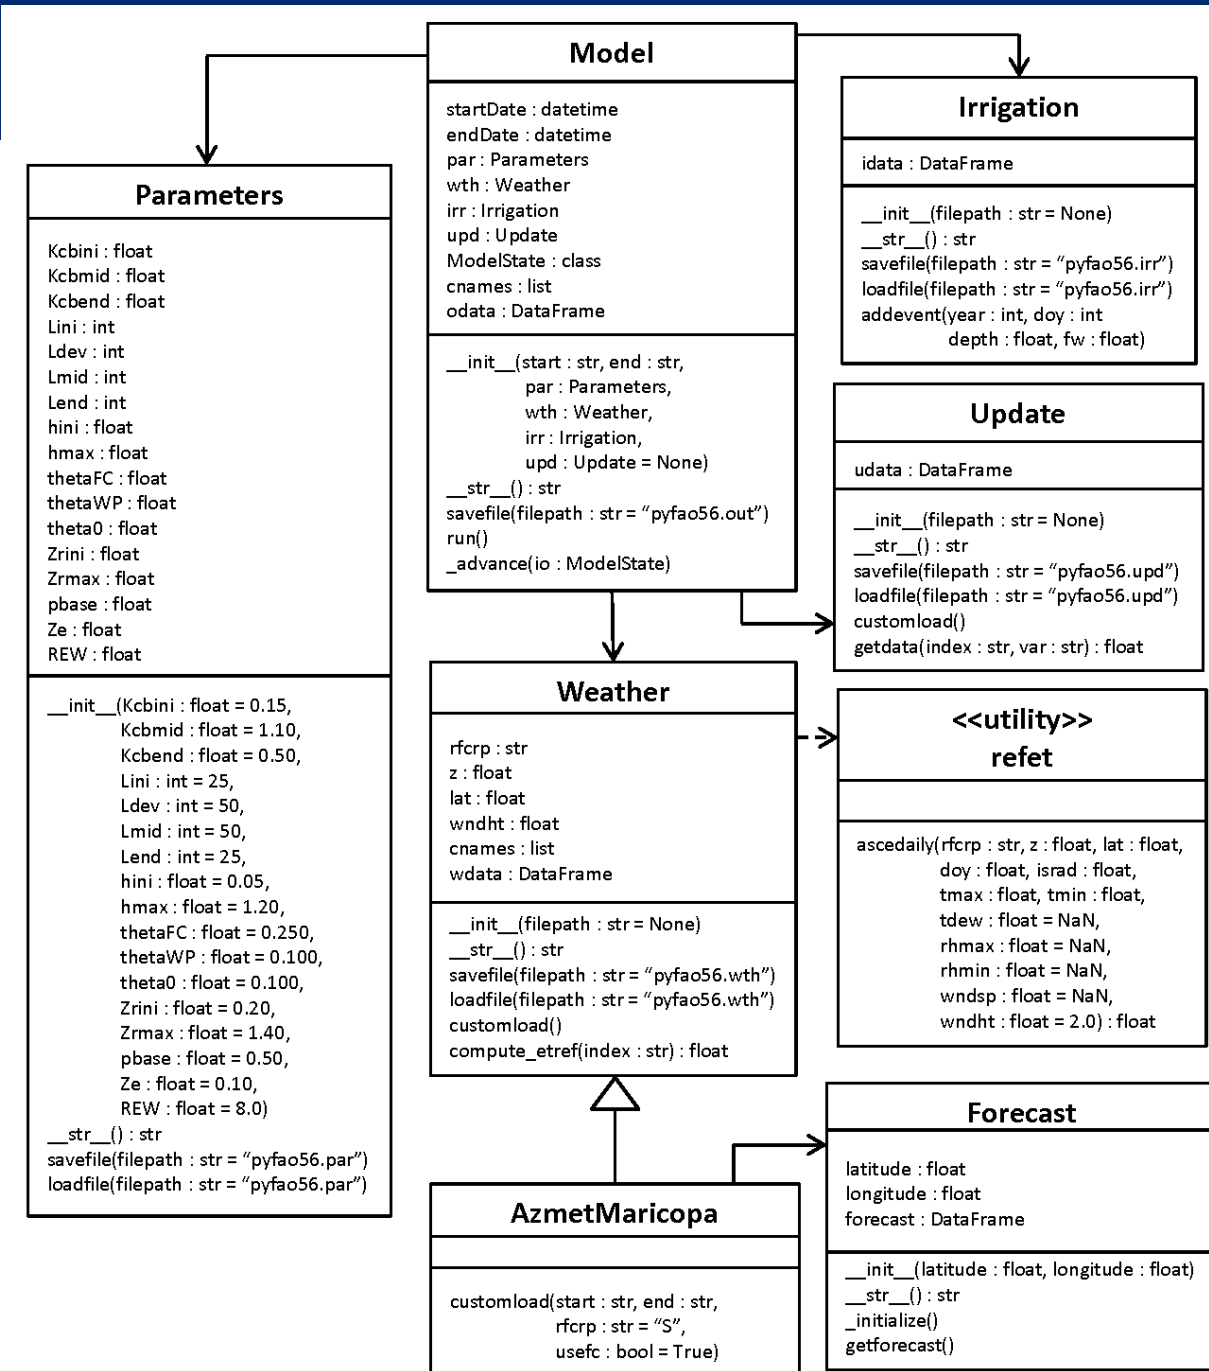 Model
startDate : datetime
endDate : datetime
par : Parameters
wth : Weather
irr : Irrigation
upd : Update
ModelState : class
cnames : list
odata : DataFrame
__init__(start : str, end : str,
par : Parameters,
wth : Weather,
irr : Irrigation,
upd : Update = None)
__str__() : str
savefile(filepath : str = “pyfao56.out”)
run()
_advance(io : ModelState)
Irrigation
idata : DataFrame
__init__(filepath : str = None)
__str__() : str
savefile(filepath : str = “pyfao56.irr”)
loadfile(filepath : str = “pyfao56.irr”)
addevent(year : int, doy : int
depth : float, fw : float)
Parameters
Kcbini : float
Kcbmid : float
Kcbend : float
Lini : int
Ldev : int
Lmid : int
Lend : int
hini : float
hmax : float
thetaFC : float
thetaWP : float
theta0 : float
Zrini : float
Zrmax : float
pbase : float
Ze : float
REW : float
__init__(Kcbini : float = 0.15,
Kcbmid : float = 1.10,
Kcbend : float = 0.50,
Lini : int = 25,
Ldev : int = 50,
Lmid : int = 50,
Lend : int = 25,
hini : float = 0.05,
hmax : float = 1.20,
thetaFC : float = 0.250,
thetaWP : float = 0.100,
theta0 : float = 0.100,
Zrini : float = 0.20,
Zrmax : float = 1.40,
pbase : float = 0.50,
Ze : float = 0.10,
REW : float = 8.0)
__str__() : str
savefile(filepath : str = “pyfao56.par”)
loadfile(filepath : str = “pyfao56.par”)
Update
udata : DataFrame
__init__(filepath : str = None)
__str__() : str
savefile(filepath : str = “pyfao56.upd”)
loadfile(filepath : str = “pyfao56.upd”)
customload()
getdata(index : str, var : str) : float
Weather
rfcrp : str
z : float
lat : float
wndht : float
cnames : list
wdata : DataFrame
__init__(filepath : str = None)
__str__() : str
savefile(filepath : str = “pyfao56.wth”)
loadfile(filepath : str = “pyfao56.wth”)
customload()
compute_etref(index : str) : float
<<utility>>
refet
ascedaily(rfcrp : str, z : float, lat : float,
doy : float, israd : float,
tmax : float, tmin : float,
tdew : float = NaN,
rhmax : float = NaN,
rhmin : float = NaN,
wndsp : float = NaN,
wndht : float = 2.0) : float
AzmetMaricopa
customload(start : str, end : str,
rfcrp : str = “S”,
usefc : bool = True)
Forecast
latitude : float
longitude : float
forecast : DataFrame
__init__(latitude : float, longitude : float)
__str__() : str
_initialize()
getforecast()